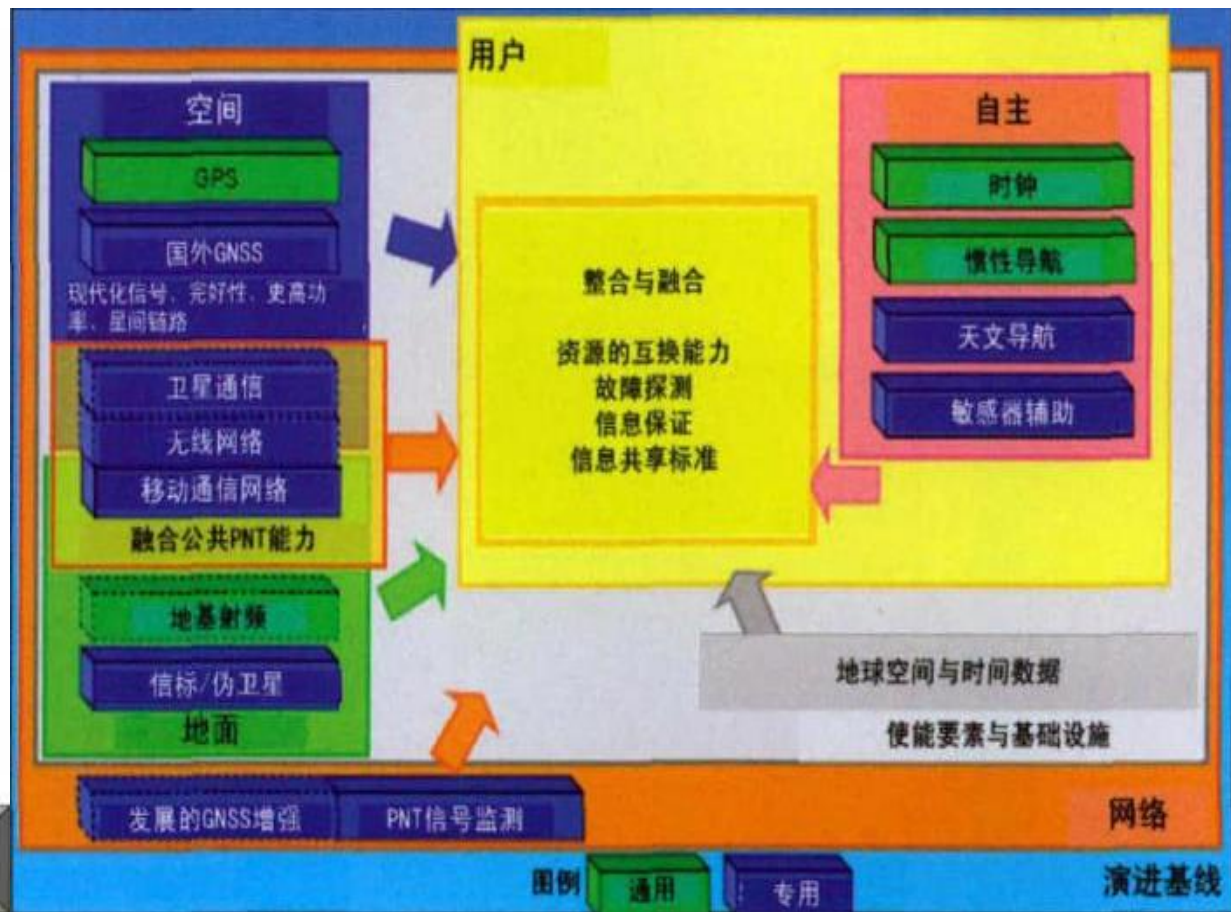 用户
空间
GPS
国外GNSS
现代化信号、完好性、更高功
率、星间链路
卫星通信
无线网络
移动通信网络
融合公共PNT能力
地基射频
信标/伪卫星
地面
整合与融合
资源的互换能力
故障探测
信息保证
信息共享标准
自主
时钟
惯性导航
天文导航
敏感器辅助
地球空间与时间数据
使能要素与基础设施
发展的GNSS增强
PNT信号监测
网络
图例
通用
专用
演进基线